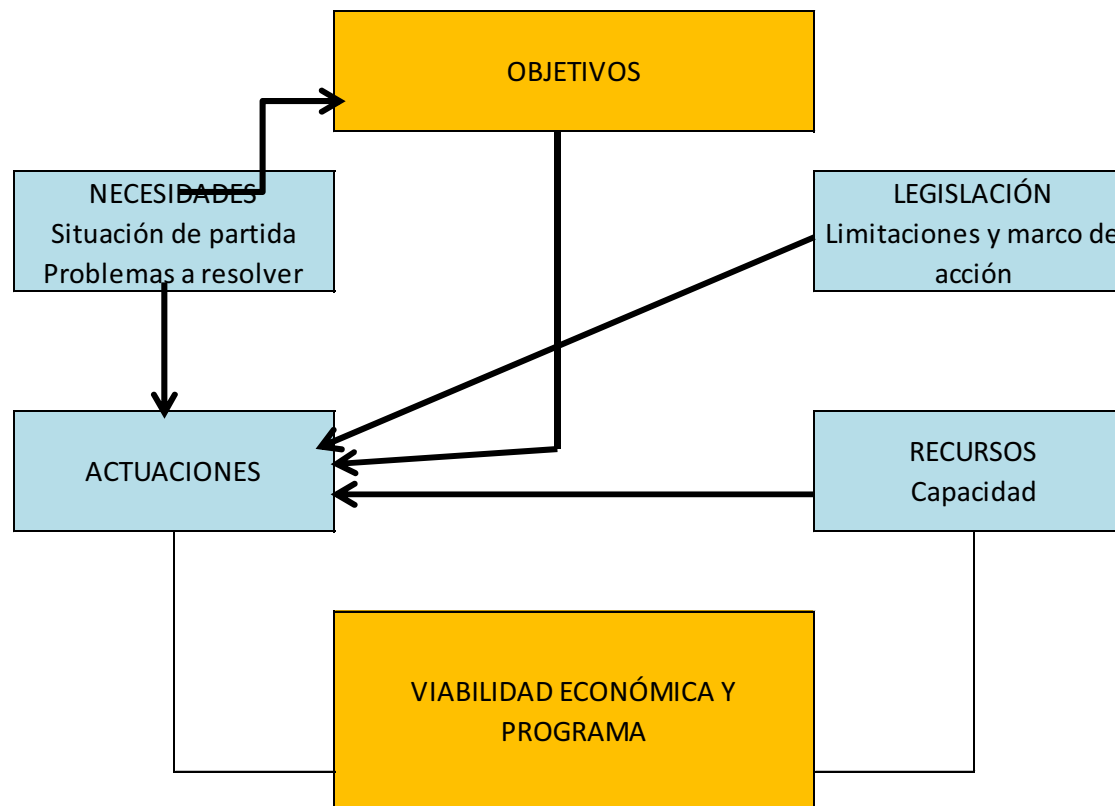 OBJETIVOS
NECESIDADES
Situación de partida
Problemas a resolver
LEGISLACIÓN
Limitaciones y marco de
acción
ACTUACIONES
RECURSOS
Capacidad
VIABILIDAD ECONÓMICA Y
PROGRAMA